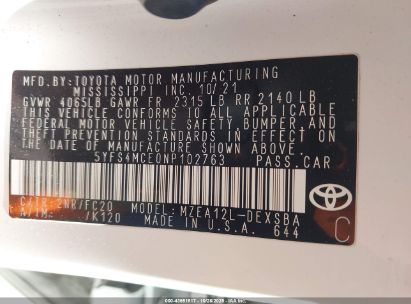 MFD.BY:TOYOTA MOTOR MANUFACTURING
MISSISSIPPI INC. 10/21
GVWR 4065LB GAWR FR 2315 LB RR 2140 LB
THIS VEHICLE CONFORMS TO ALL APPLICABLE
FEDERAL MOTOR VEHICLE SAFETY, BUMPER AND
THEFT PREVENTION STANDARDS IN EFFECT ON
THE DATE OF MANUFACTURE SHOWN ABOVE.
5YFS4MCE0NP102763 PASS.CAR
C/TR:2NR/FC20 MODEL:MZEA12L-DEXSBA
A/TM: /K120 MADE IN U.S.A. 644
TOYOTA
C